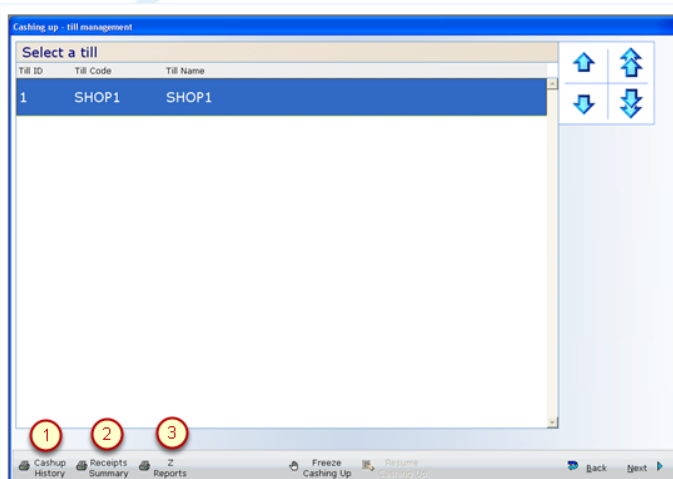 Cashing up - till management
Select a till
Till ID Till Code Till Name
1 SHOP1 SHOP1
1 2 3
Cashup Receipts Z Freeze Resume
History Summary Reports Cashing Up Cashing Up
Back Next